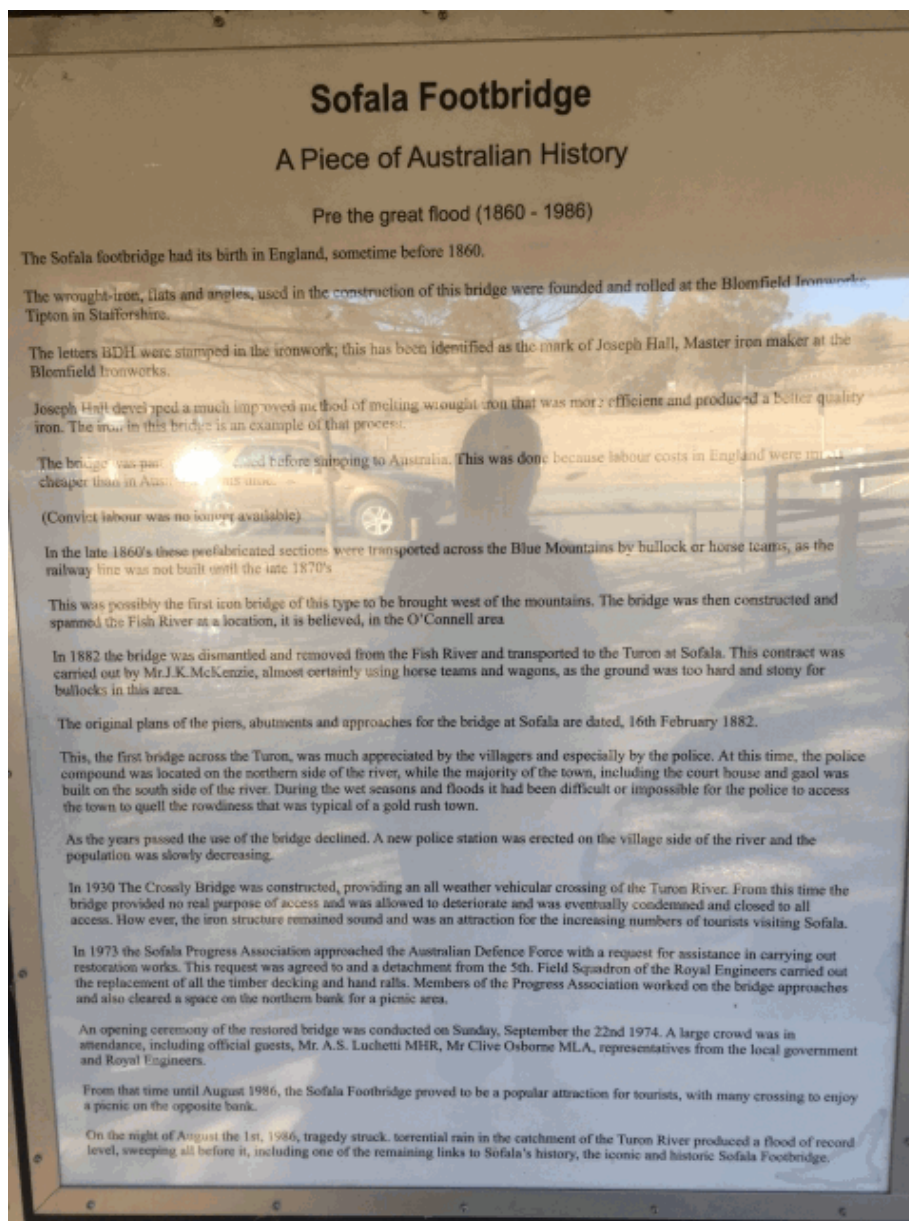 Sofala Footbridge
A Piece of Australian History
Pre the great flood (1860 - 1986)
The Sofala footbridge had its birth in England, sometime before 1860.
The wrought-iron, flats and angles, used in the construction of this bridge were founded and rolled at the Blomfield Ironworks,
Tipton in Stafforshire.
The letters BDH were stamped in the ironwork; this has been identified as the mark of Joseph Hall, Master iron maker at the
Blomfield Ironworks.
Joseph Hall developed a much improved method of melting wrought iron that was more efficient and produced a better quality
iron. The iron in this bridge is an example of that process.
The bridge was before shipping to Australia. This was done because labour costs in England were
cheaper than in
(Convict labour was no longer available)
In the late 1860's these prefabricated sections were transported across the Blue Mountains by bullock or horse teams, as the
railway line was not built until the late 1870's
This was possibly the first icon bridge of this type to be brought west of the mountains. The bridge was then constructed and
spanned the Fish River at a location, it is believed, in the O'Connell area
In 1882 the bridge was dismantled and removed from the Fish River and transported to the Turon at Sofala. This contract was
carried out by Mr.J.K.McKenzie, almost certainly using horse teams and wagons, as the ground was too hard and stony for
bullocks in this area.
The original plans of the piers, abutments and approaches for the bridge at Sofala are dated, 16th February 1882.
This, the first bridge across the Turon, was much appreciated by the villagers and especially by the police. At this time, the police
compound was located on the northern side of the river, while the majority of the town, including the court house and gaol was
built on the south side of the river. During the wet seasons and floods it had been difficult or impossible for the police to access
the town to quell the rowdiness that was typical of a gold rush town.
As the years passed the use of the bridge declined. A new police station was erected on the village side of the river and the
population was slowly decreasing.
In 1930 The Crossly Bridge was constructed, providing an all weather vehicular crossing of the Turon River. From this time the
bridge provided no real purpose of access and was allowed to deteriorate and was eventually condemned and closed to all
access. How ever, the iron structure remained sound and was an attraction for the increasing numbers of tourists visiting Sofala.
In 1973 the Sofala Progress Association approached the Australian Defence Force with a request for assistance in carrying out
restoration works. This request was agreed to and a detachment from the 5th. Field Squadron of the Royal Engineers carried out
the replacement of all the timber decking and hand ralls. Members of the Progress Association worked on the bridge approaches
and also cleared a space on the northern bank for a picnic area.
An opening ceremony of the restored bridge was conducted on Sunday, September the 22nd 1974. A large crowd was in
attendance, including official guests, Mr. A.S. Luchetti MHR, Mr Clive Osborne MLA, representatives from the local government
and Royal Engineers.
From that time until August 1986, the Sofala Footbridge proved to be a popular attraction for tourists, with many crossing to enjoy
a picnic on the opposite bank.
On the night of August the 1st, 1986, tragedy struck. torrential rain in the catchment of the Turon River produced a flood of record
level, sweeping all before it, including one of the remaining links to Sofala's history, the iconic and historic Sofala Footbridge.